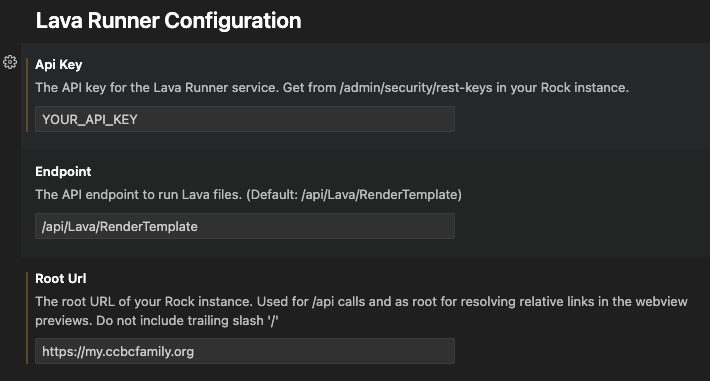 Lava Runner Configuration
Api Key
The API key for the Lava Runner service. Get from /admin/security/rest-keys in your Rock instance.
YOUR_API_KEY
Endpoint
The API endpoint to run Lava files. (Default: /api/Lava/RenderTemplate)
/api/Lava/RenderTemplate
Root Url
The root URL of your Rock instance. Used for /api calls and as root for resolving relative links in the webview
previews. Do not include trailing slash '/'
https://my.ccbcfamily.org